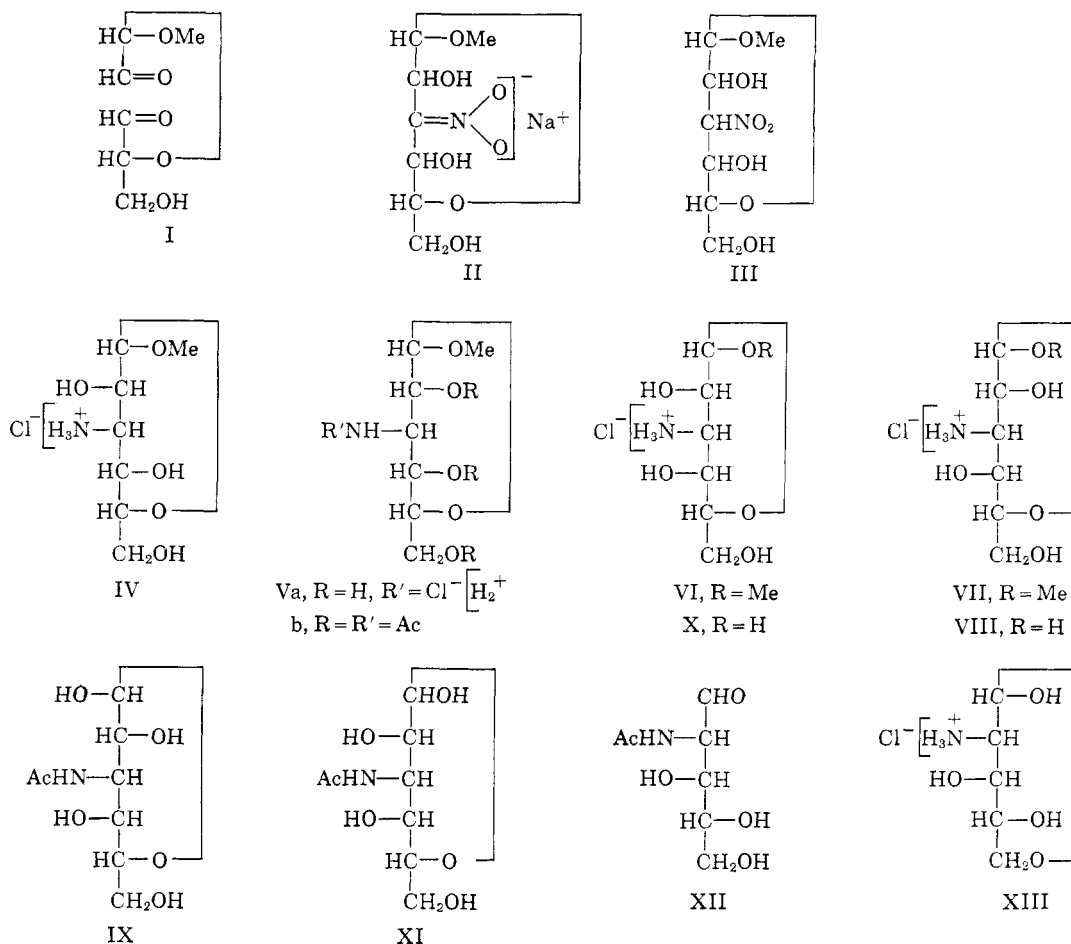 HC—OMe
HC=O
HC=O
HC—O
CH₂OH
I
HC—OMe
CHOH
C=N O O − Na⁺
CHOH
HC—O
CH₂OH
II
HC—OMe
CHOH
CHNO₂
CHOH
HC—O
CH₂OH
III
HC—OMe
HO—CH
Cl⁻[H₃N⁺—CH
HC—OH
HC—O
CH₂OH
IV
HC—OMe
HC—OR
R′NH—CH
HC—OR
HC—O
CH₂OR
Va, R=H, R′=Cl⁻[H₂⁺
b, R=R′=Ac
HC—OR
HO—CH
Cl⁻[H₃N⁺—CH
HO—CH
HC—O
CH₂OH
VI, R=Me
X, R=H
HC—OR
HC—OH
Cl⁻[H₃N⁺—CH
HO—CH
HC—O
CH₂OH
VII, R=Me
VIII, R=H
HO—CH
HC—OH
AcHN—CH
HO—CH
HC—O
CH₂OH
IX
CHOH
HO—CH
AcHN—CH
HO—CH
HC—O
CH₂OH
XI
CHO
AcHN—CH
HO—CH
HC—OH
CH₂OH
XII
HC—OH
Cl⁻[H₃N⁺—CH
HO—CH
HC—OH
CH₂O
XIII